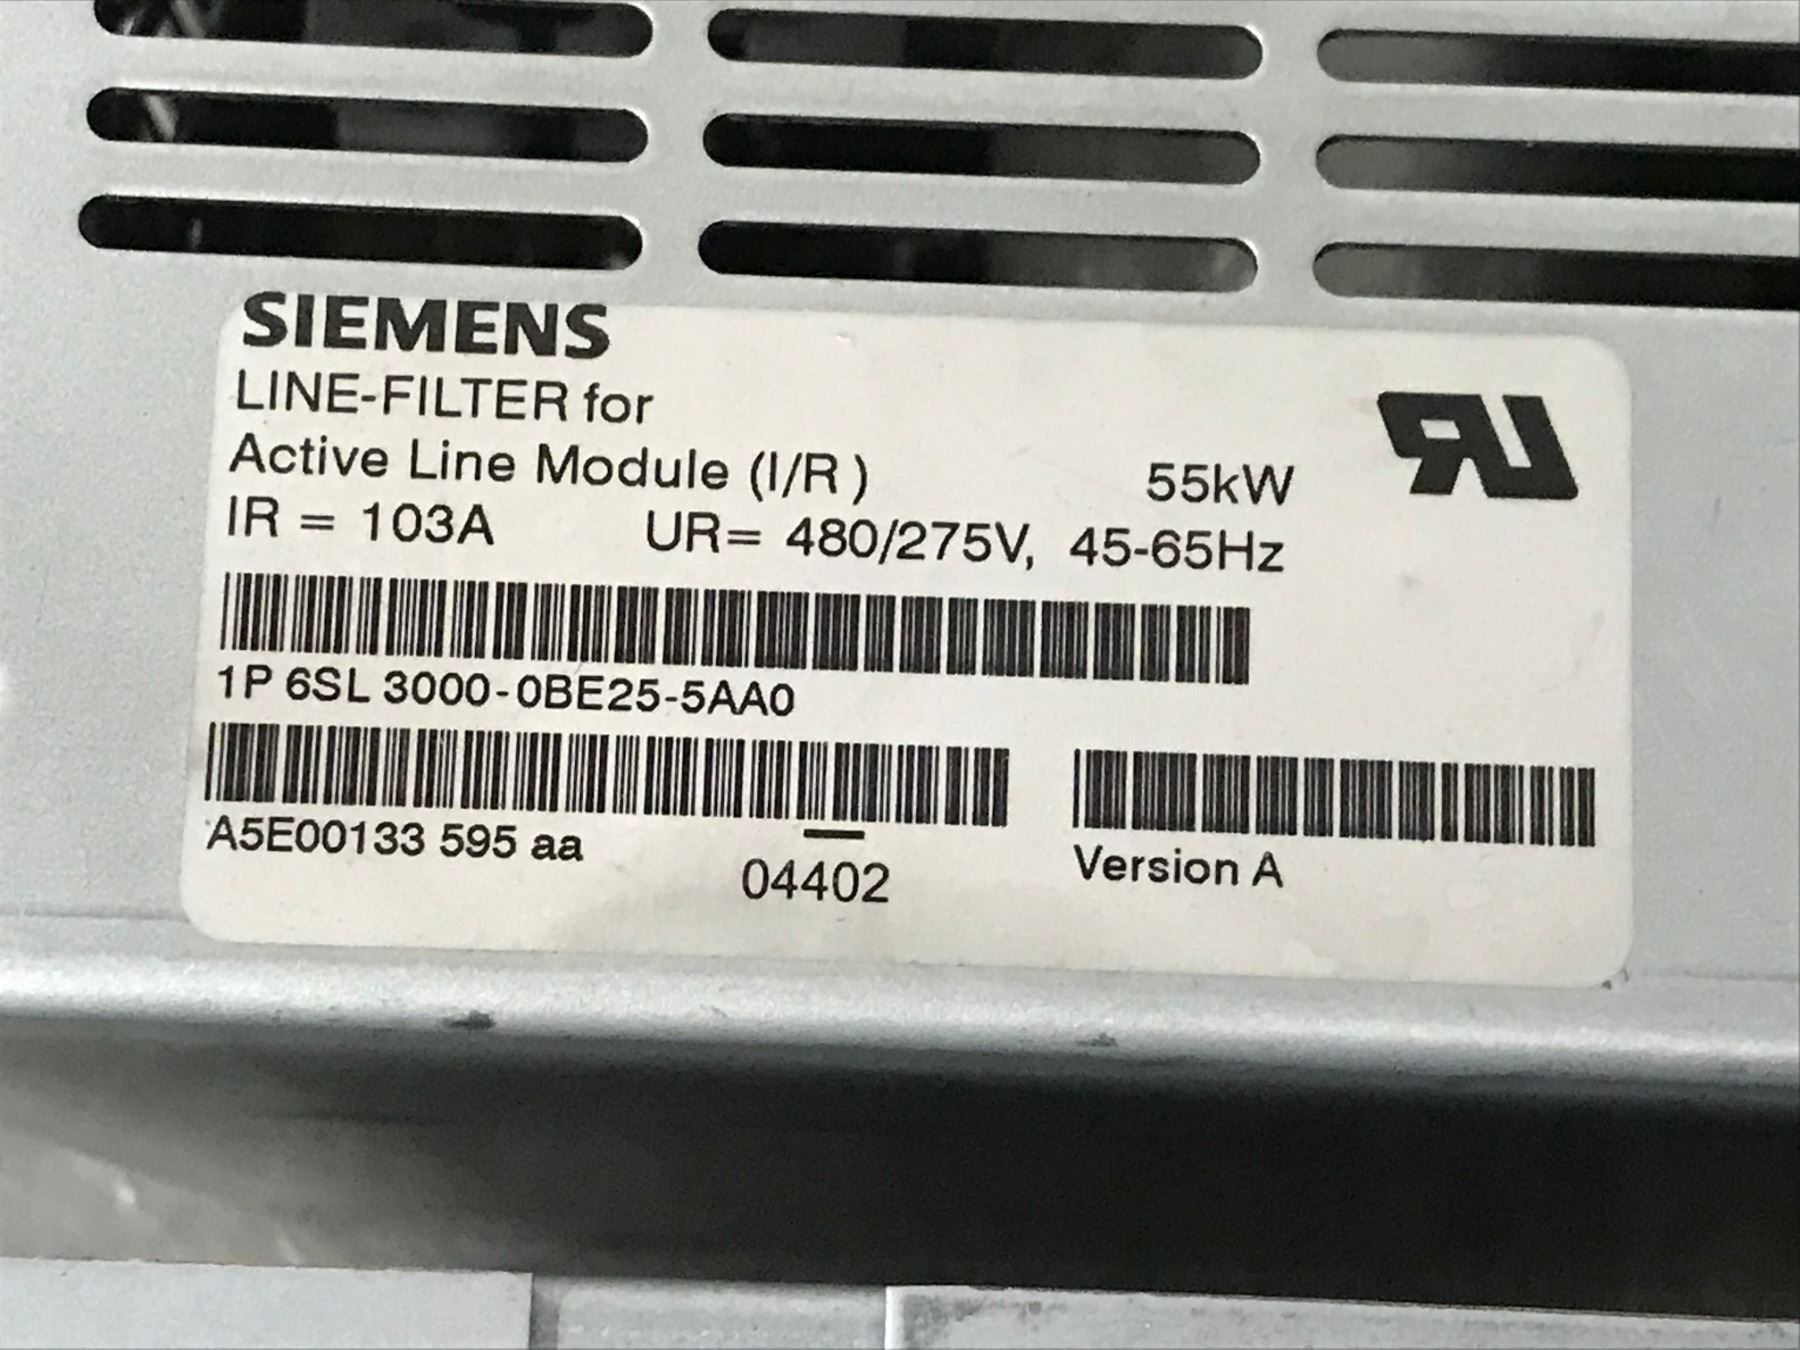 SIEMENS
LINE-FILTER for
Active Line Module (I/R ) 55kW
IR = 103A UR= 480/275V, 45-65Hz
1P 6SL 3000-0BE25-5AA0
A5E00133 595 aa
04402
Version A